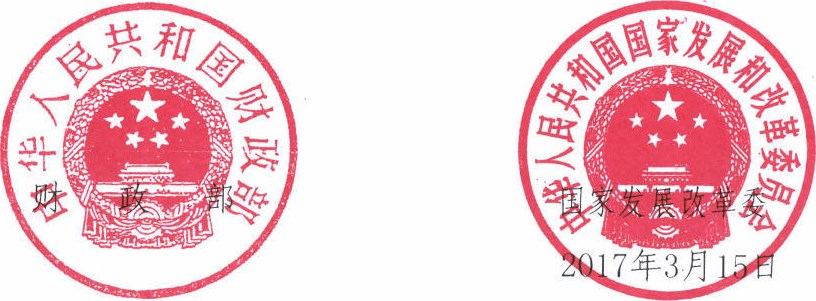 中华人民共和国财政部
财政部
中华人民共和国国家发展和改革委员会
国家发展改革委
2017年3月15日